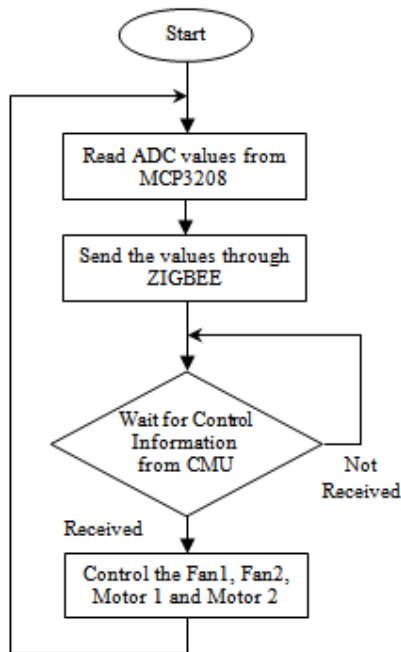 Start
Read ADC values from
MCP3208
Send the values through
ZIGBEE
Wait for Control
Information
from CMU
Not
Received
Received
Control the Fan1, Fan2,
Motor 1 and Motor 2